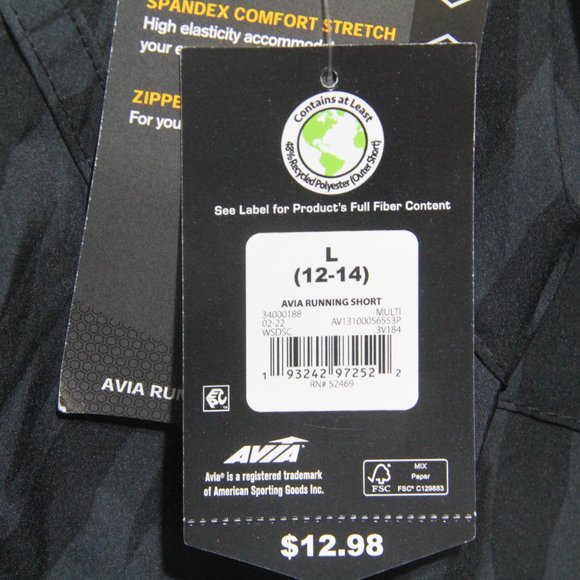 SPANDEX COMFORT STRETCH
High elasticity accommod
your e
ZIPPE
For you
AVIA RUN
Contains at Least
48% Recycled Polyester (Outer Short)
See Label for Product's Full Fiber Content
L
(12-14)
AVIA RUNNING SHORT
34000188 MULTI
02-22 AV13100056553P
WSDSC 3V184
1 93242 97252 2
RN# 52469
AVIA
Avia® is a registered trademark
of American Sporting Goods Inc.
FSC
MIX
Paper
FSC® C129883
$12.98